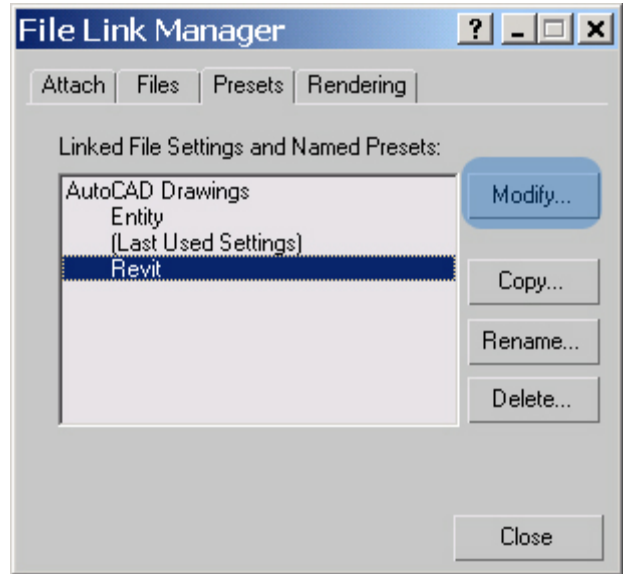 File Link Manager
Attach Files Presets Rendering
Linked File Settings and Named Presets:
AutoCAD Drawings
Entity
(Last Used Settings)
Revit
Modify...
Copy...
Rename...
Delete...
Close